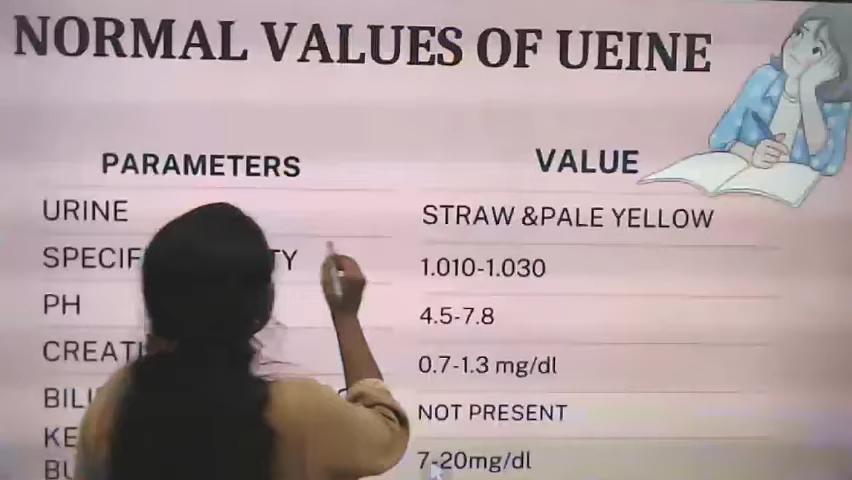 NORMAL VALUES OF UEINE
PARAMETERS VALUE
URINE STRAW &PALE YELLOW
1.010-1.030
PH 4.5-7.8
0.7-1.3 mg/dl
NOT PRESENT
7-20mg/dl